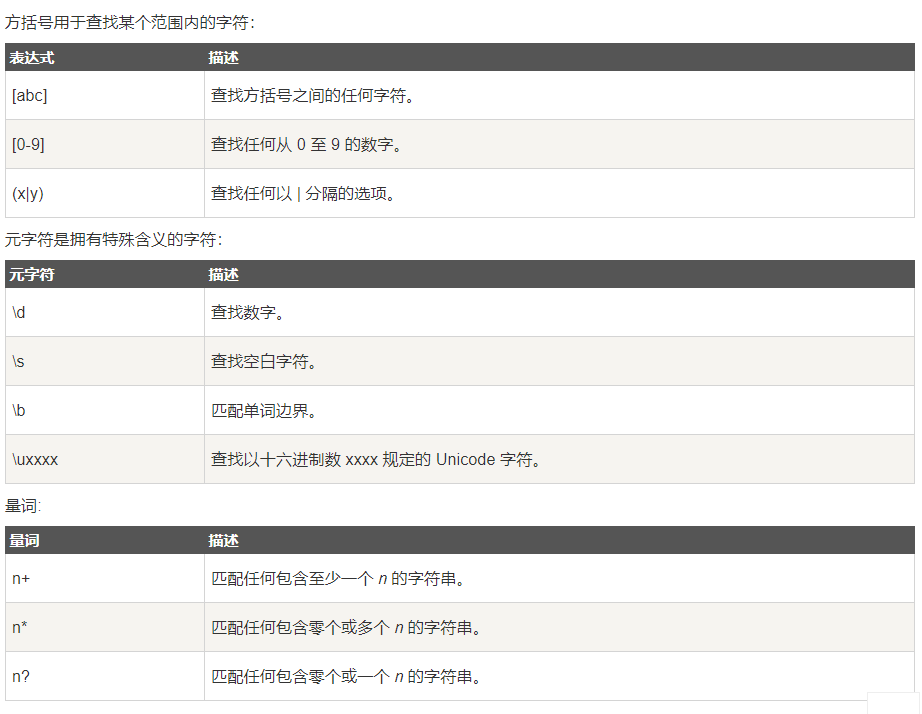 方括号用于查找某个范围内的字符：
表达式 描述
[abc] 查找方括号之间的任何字符。
[0-9] 查找任何从 0 至 9 的数字。
(x|y) 查找任何以 | 分隔的选项。
元字符是拥有特殊含义的字符：
元字符 描述
\d 查找数字。
\s 查找空白字符。
\b 匹配单词边界。
\uxxxx 查找以十六进制数 xxxx 规定的 Unicode 字符。
量词:
量词 描述
n+ 匹配任何包含至少一个 n 的字符串。
n* 匹配任何包含零个或多个 n 的字符串。
n? 匹配任何包含零个或一个 n 的字符串。